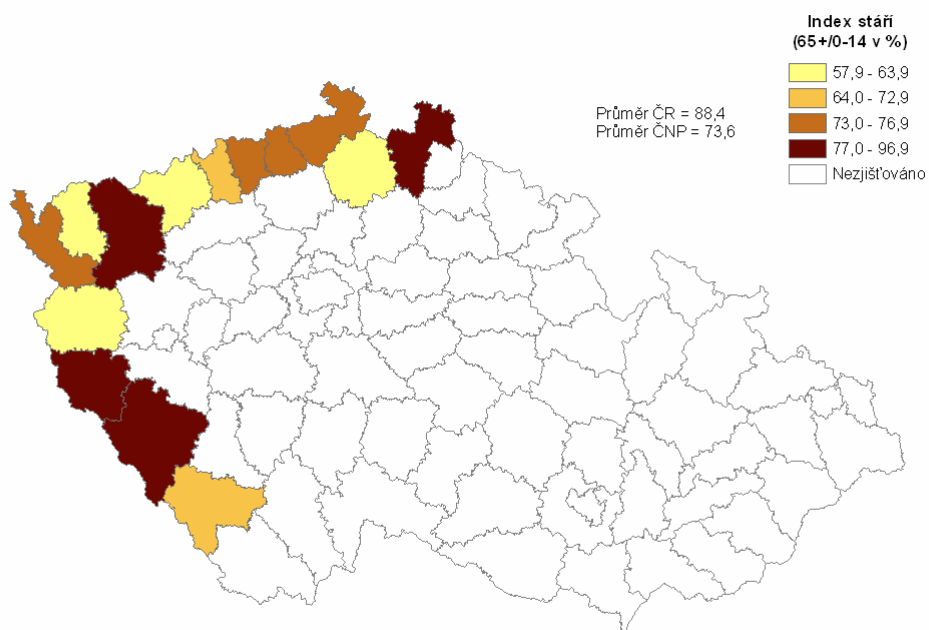 Index stáří
(65+/0-14 v %)
57,9 - 63,9
64,0 - 72,9
73,0 - 76,9
77,0 - 96,9
Nezjišťováno
Průměr ČR = 88,4
Průměr ČNP = 73,6